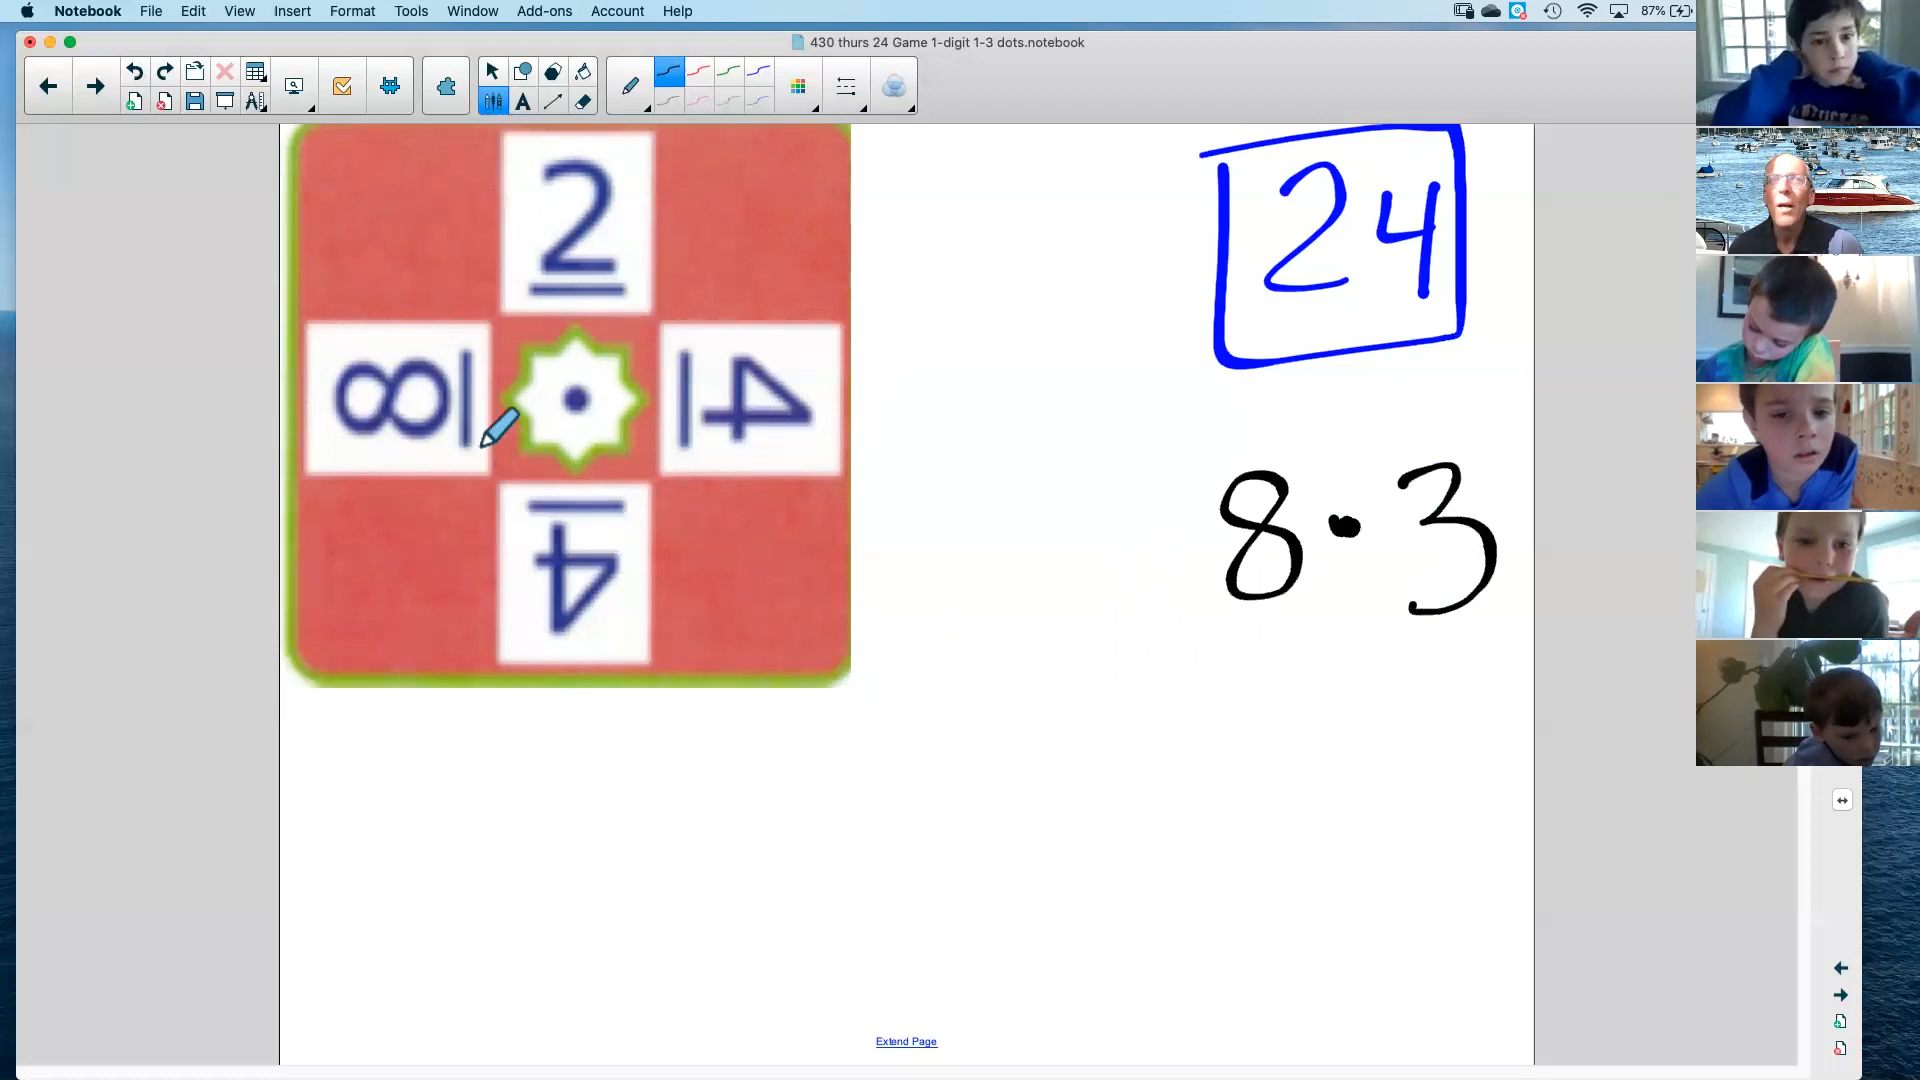 Notebook File Edit View Insert Format Tools Window Add-ons Account Help 87%
430 thurs 24 Game 1-digit 1-3 dots.notebook
A
2
24
8 4
4
8 · 3
Extend Page